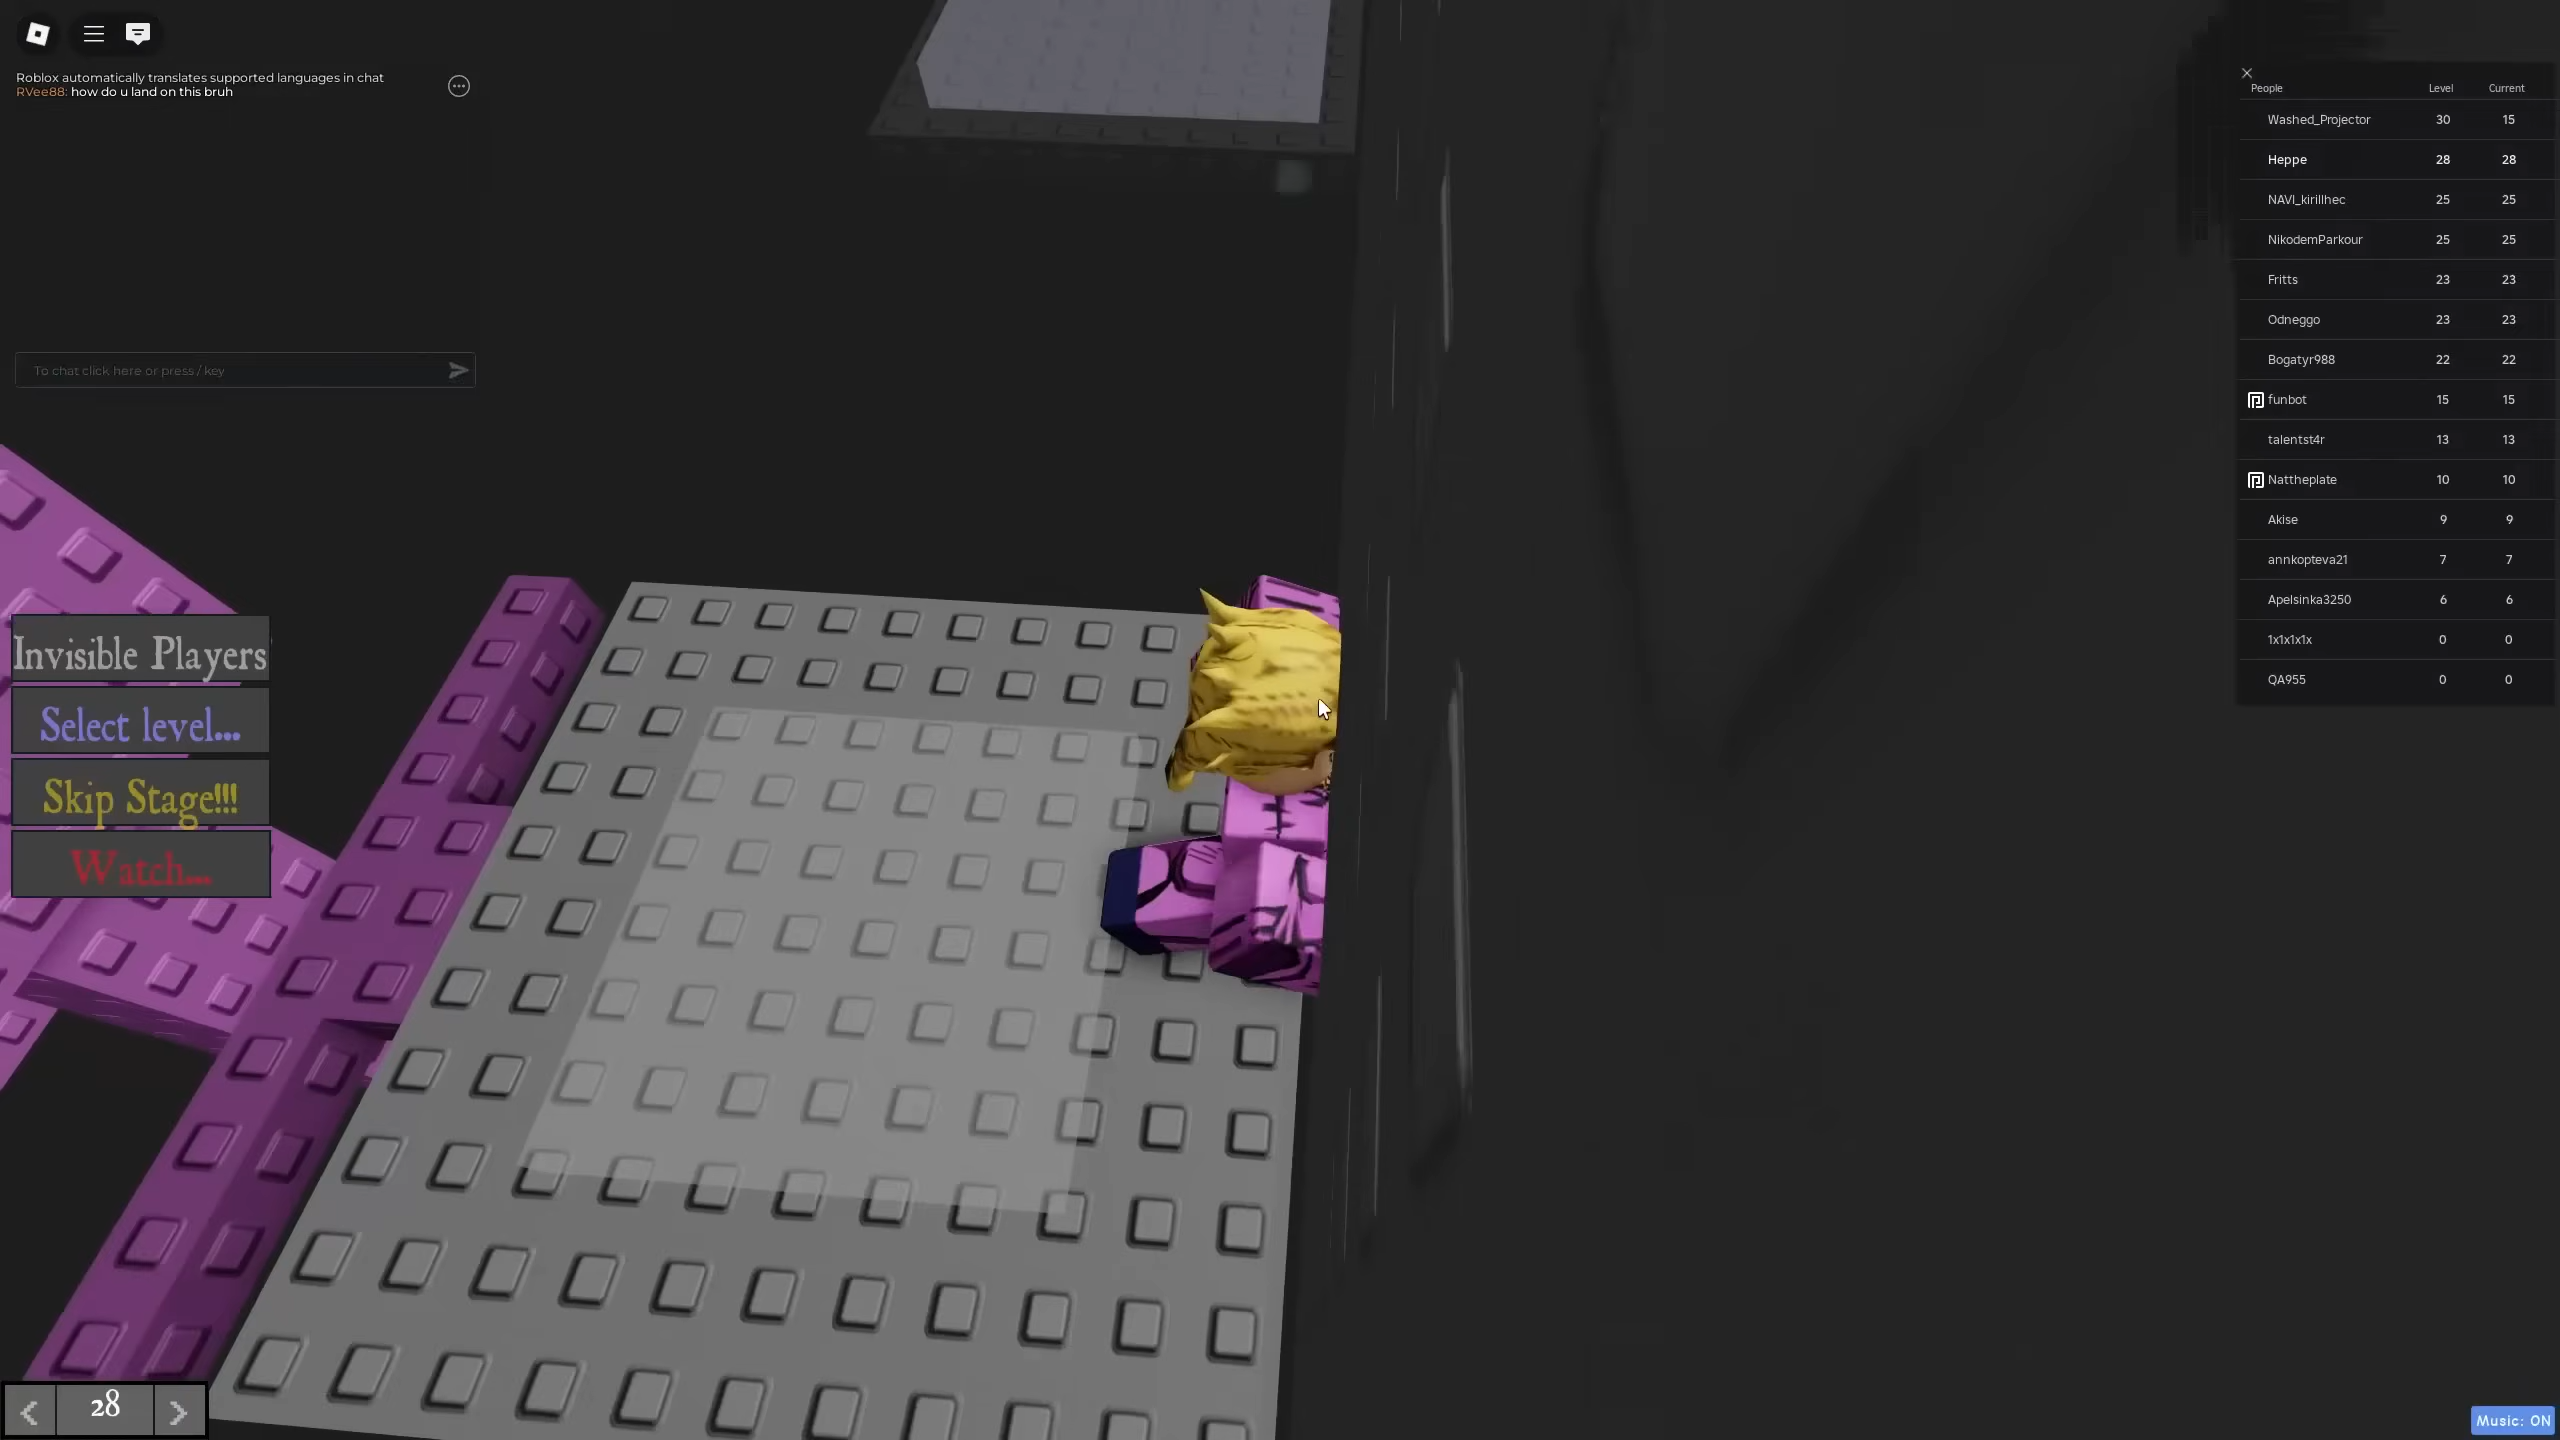 Roblox automatically translates supported languages in chat
RVee88: how do u land on this bruh
To chat click here or press / key
People Level Current
Washed_Projector 30 15
Heppe 28 28
NAVI_kirillhec 25 25
NikodemParkour 25 25
Fritts 23 23
Odneggo 23 23
Bogatyr988 22 22
funbot 15 15
talentst4r 13 13
Nattheplate 10 10
Akise 9 9
annkopteva21 7 7
Apelsinka3250 6 6
1x1x1x1x 0 0
QA955 0 0
Invisible Players
Select level...
Skip Stage!!!
Watch...
< 28 >
Music: ON